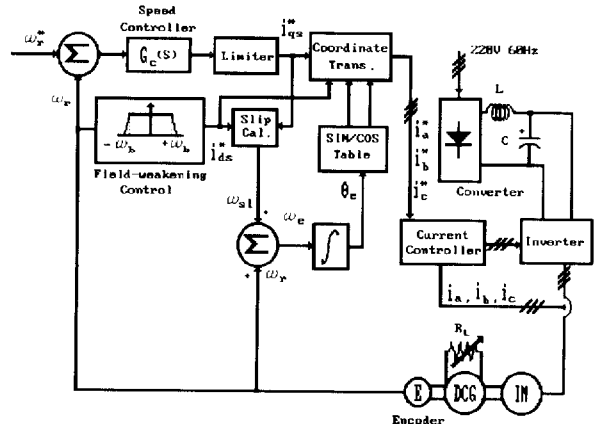 Speed
Controller
ω*r
Σ
Gc(S)
Limiter
i*qs
Coordinate
Trans.
220V 60Hz
L
C
+
Converter
ωr
-ωb
+ωb
Field-weakening
Control
i*ds
Slip
Cal.
SIN/COS
Table
i*a
i*b
i*c
θe
ωsl
+
Σ
ωe
∫
+
ωr
Current
Controller
Inverter
ia, ib, ic
RL
E
DCG
IM
Encoder